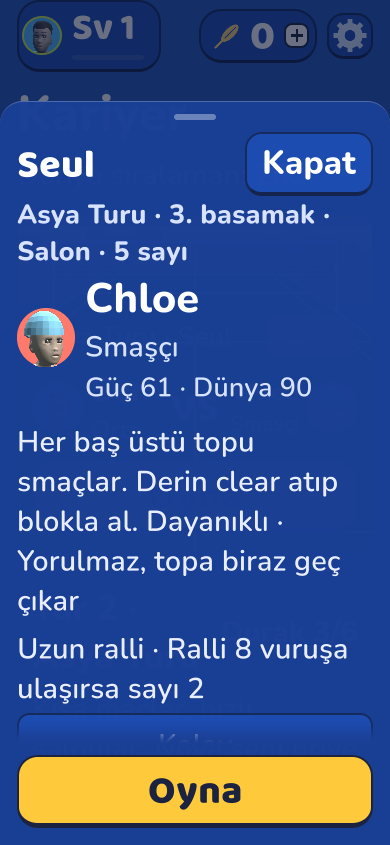 Sv 1
0
Kariyer
Seul
Kapat
Asya Turu · 3. basamak ·
Salon · 5 sayı
Chloe
Smaşçı
Güç 61 · Dünya 90
Her baş üstü topu
smaçlar. Derin clear atıp
blokla al. Dayanıklı ·
Yorulmaz, topa biraz geç
çıkar
Uzun ralli · Ralli 8 vuruşa
ulaşırsa sayı 2
Oyna